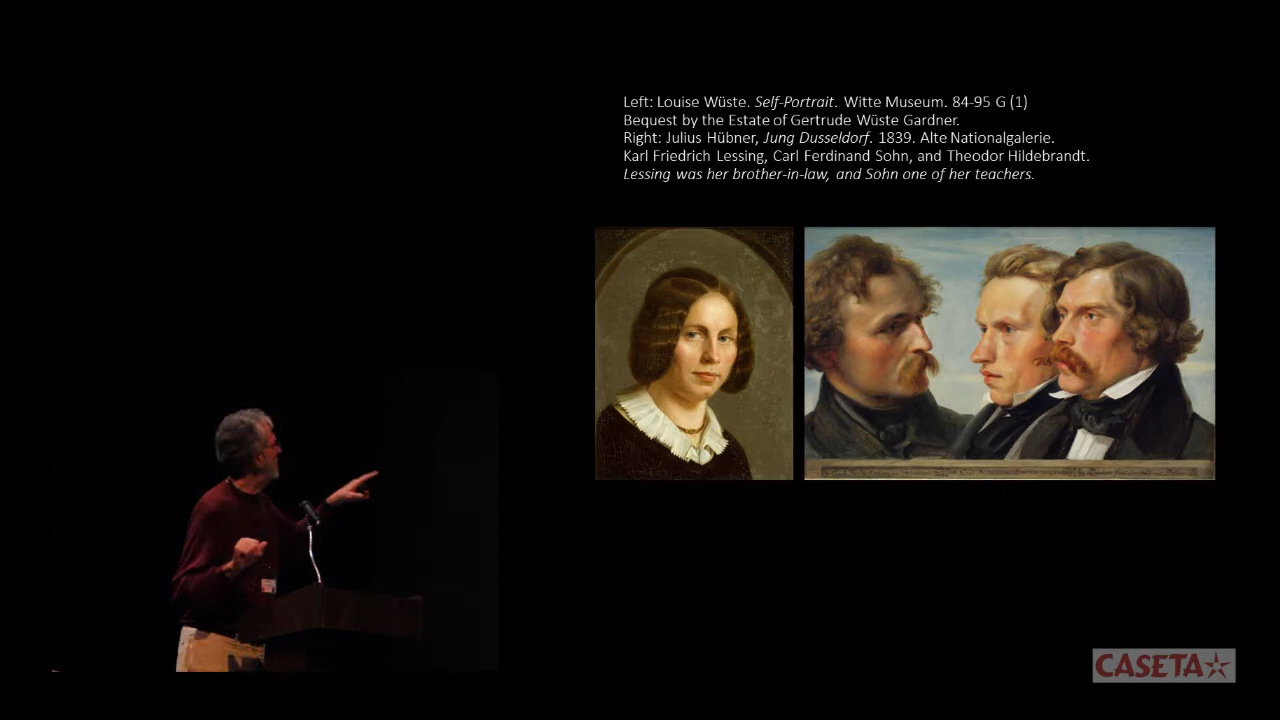 Left: Louise Wüste. Self-Portrait. Witte Museum. 84-95 G (1)
Bequest by the Estate of Gertrude Wüste Gardner.
Right: Julius Hübner, Jung Dusseldorf. 1839. Alte Nationalgalerie.
Karl Friedrich Lessing, Carl Ferdinand Sohn, and Theodor Hildebrandt.
Lessing was her brother-in-law, and Sohn one of her teachers.
CASETA